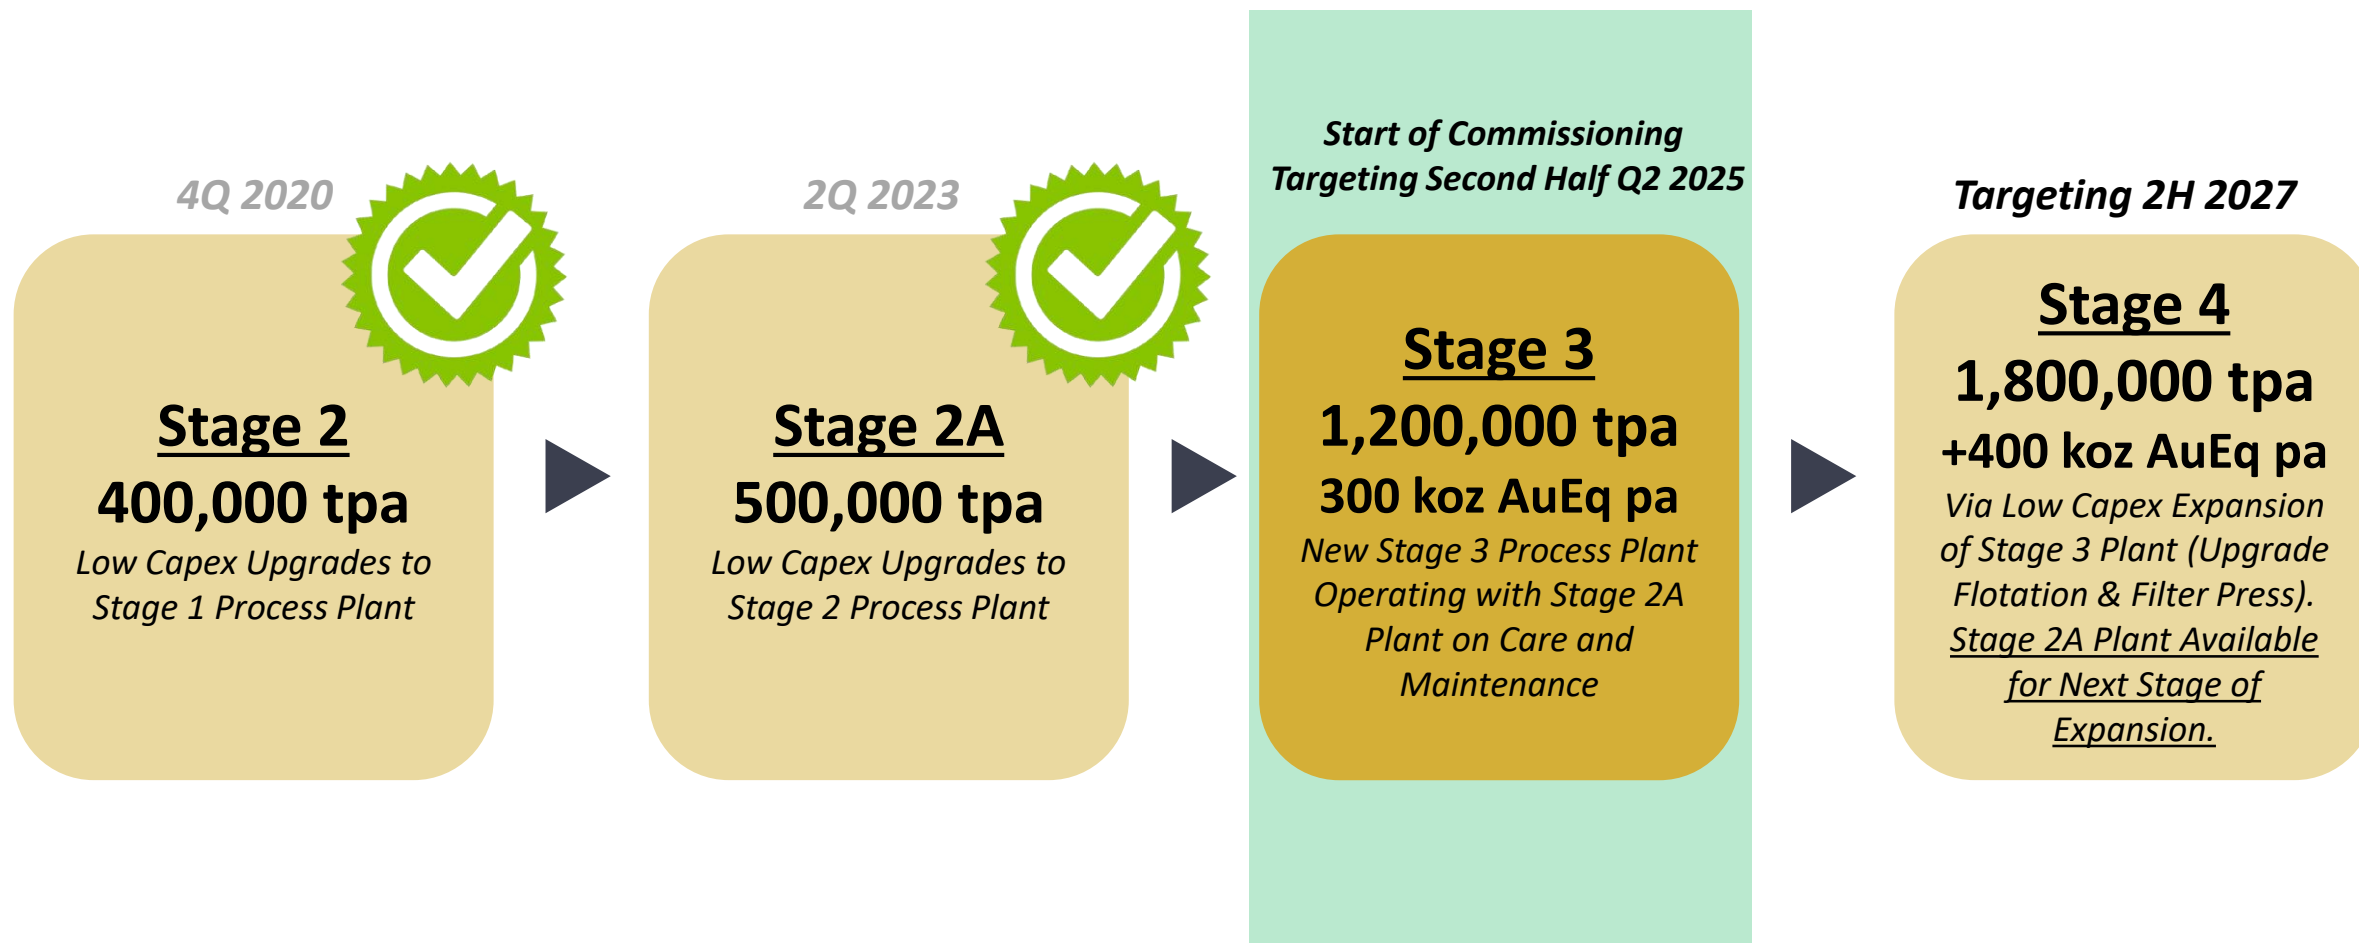 4Q 2020
Stage 2
400,000 tpa
Low Capex Upgrades to
Stage 1 Process Plant
2Q 2023
Stage 2A
500,000 tpa
Low Capex Upgrades to
Stage 2 Process Plant
Start of Commissioning
Targeting Second Half Q2 2025
Stage 3
1,200,000 tpa
300 koz AuEq pa
New Stage 3 Process Plant
Operating with Stage 2A
Plant on Care and
Maintenance
Targeting 2H 2027
Stage 4
1,800,000 tpa
+400 koz AuEq pa
Via Low Capex Expansion
of Stage 3 Plant (Upgrade
Flotation & Filter Press).
Stage 2A Plant Available
for Next Stage of
Expansion.